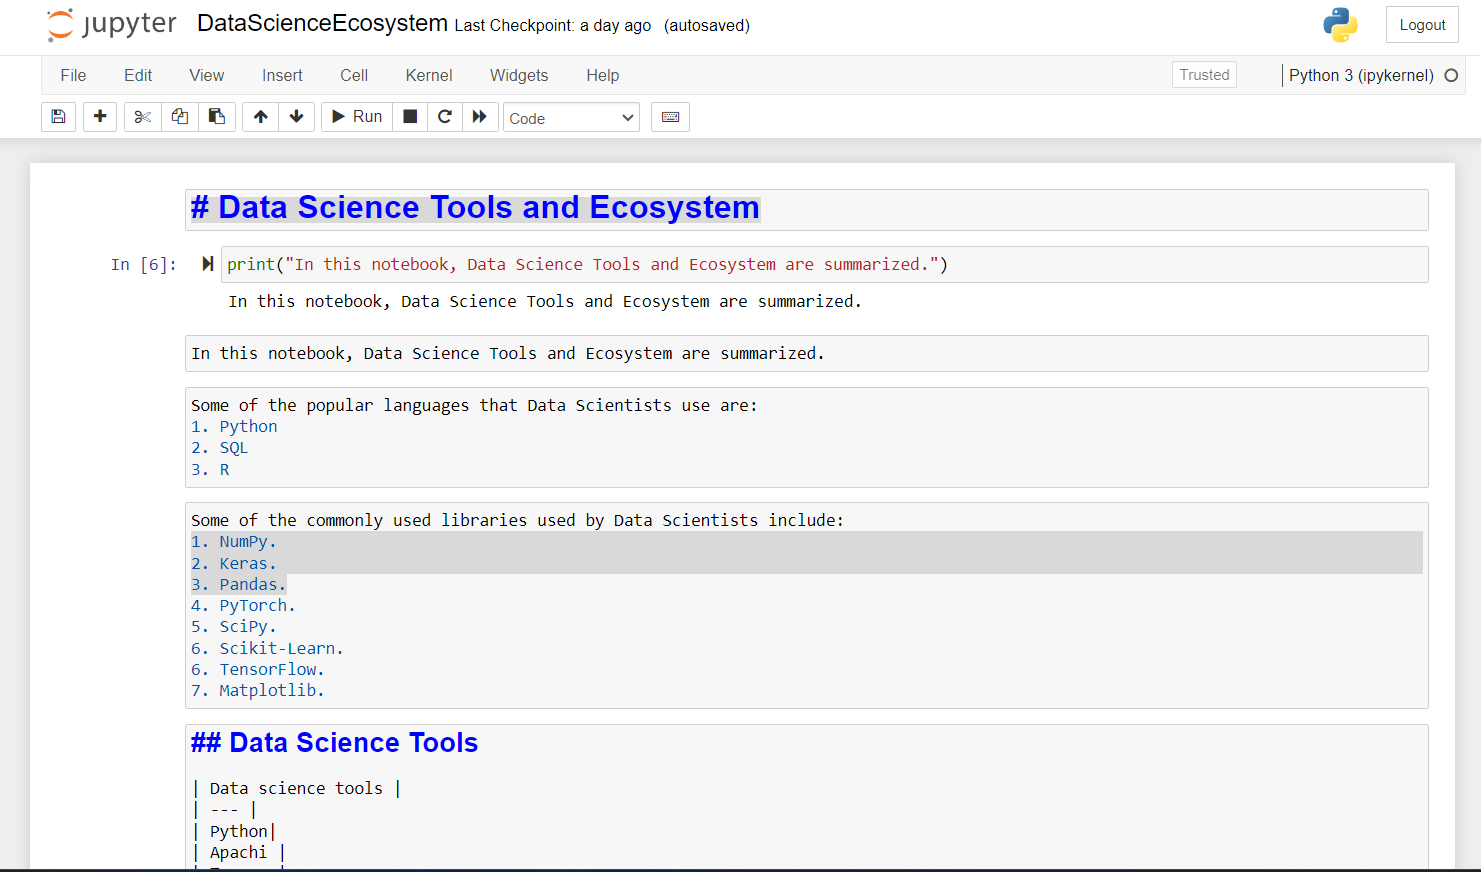 jupyter DataScienceEcosystem Last Checkpoint: a day ago (autosaved) Logout
File Edit View Insert Cell Kernel Widgets Help Trusted Python 3 (ipykernel)
Run Code
# Data Science Tools and Ecosystem
In [6]: print("In this notebook, Data Science Tools and Ecosystem are summarized.")
In this notebook, Data Science Tools and Ecosystem are summarized.
In this notebook, Data Science Tools and Ecosystem are summarized.
Some of the popular languages that Data Scientists use are:
1. Python
2. SQL
3. R
Some of the commonly used libraries used by Data Scientists include:
1. NumPy.
2. Keras.
3. Pandas.
4. PyTorch.
5. SciPy.
6. Scikit-Learn.
6. TensorFlow.
7. Matplotlib.
## Data Science Tools
| Data science tools |
| --- |
| Python|
| Apachi |